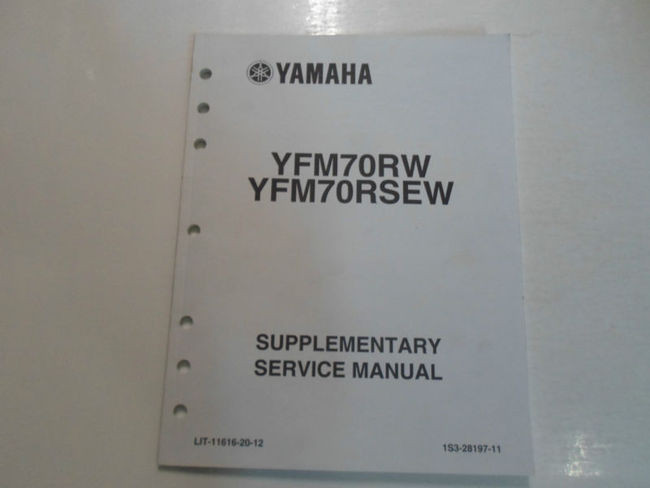 YAMAHA
YFM70RW
YFM70RSEW
SUPPLEMENTARY
SERVICE MANUAL
LIT-11616-20-12
1S3-28197-11